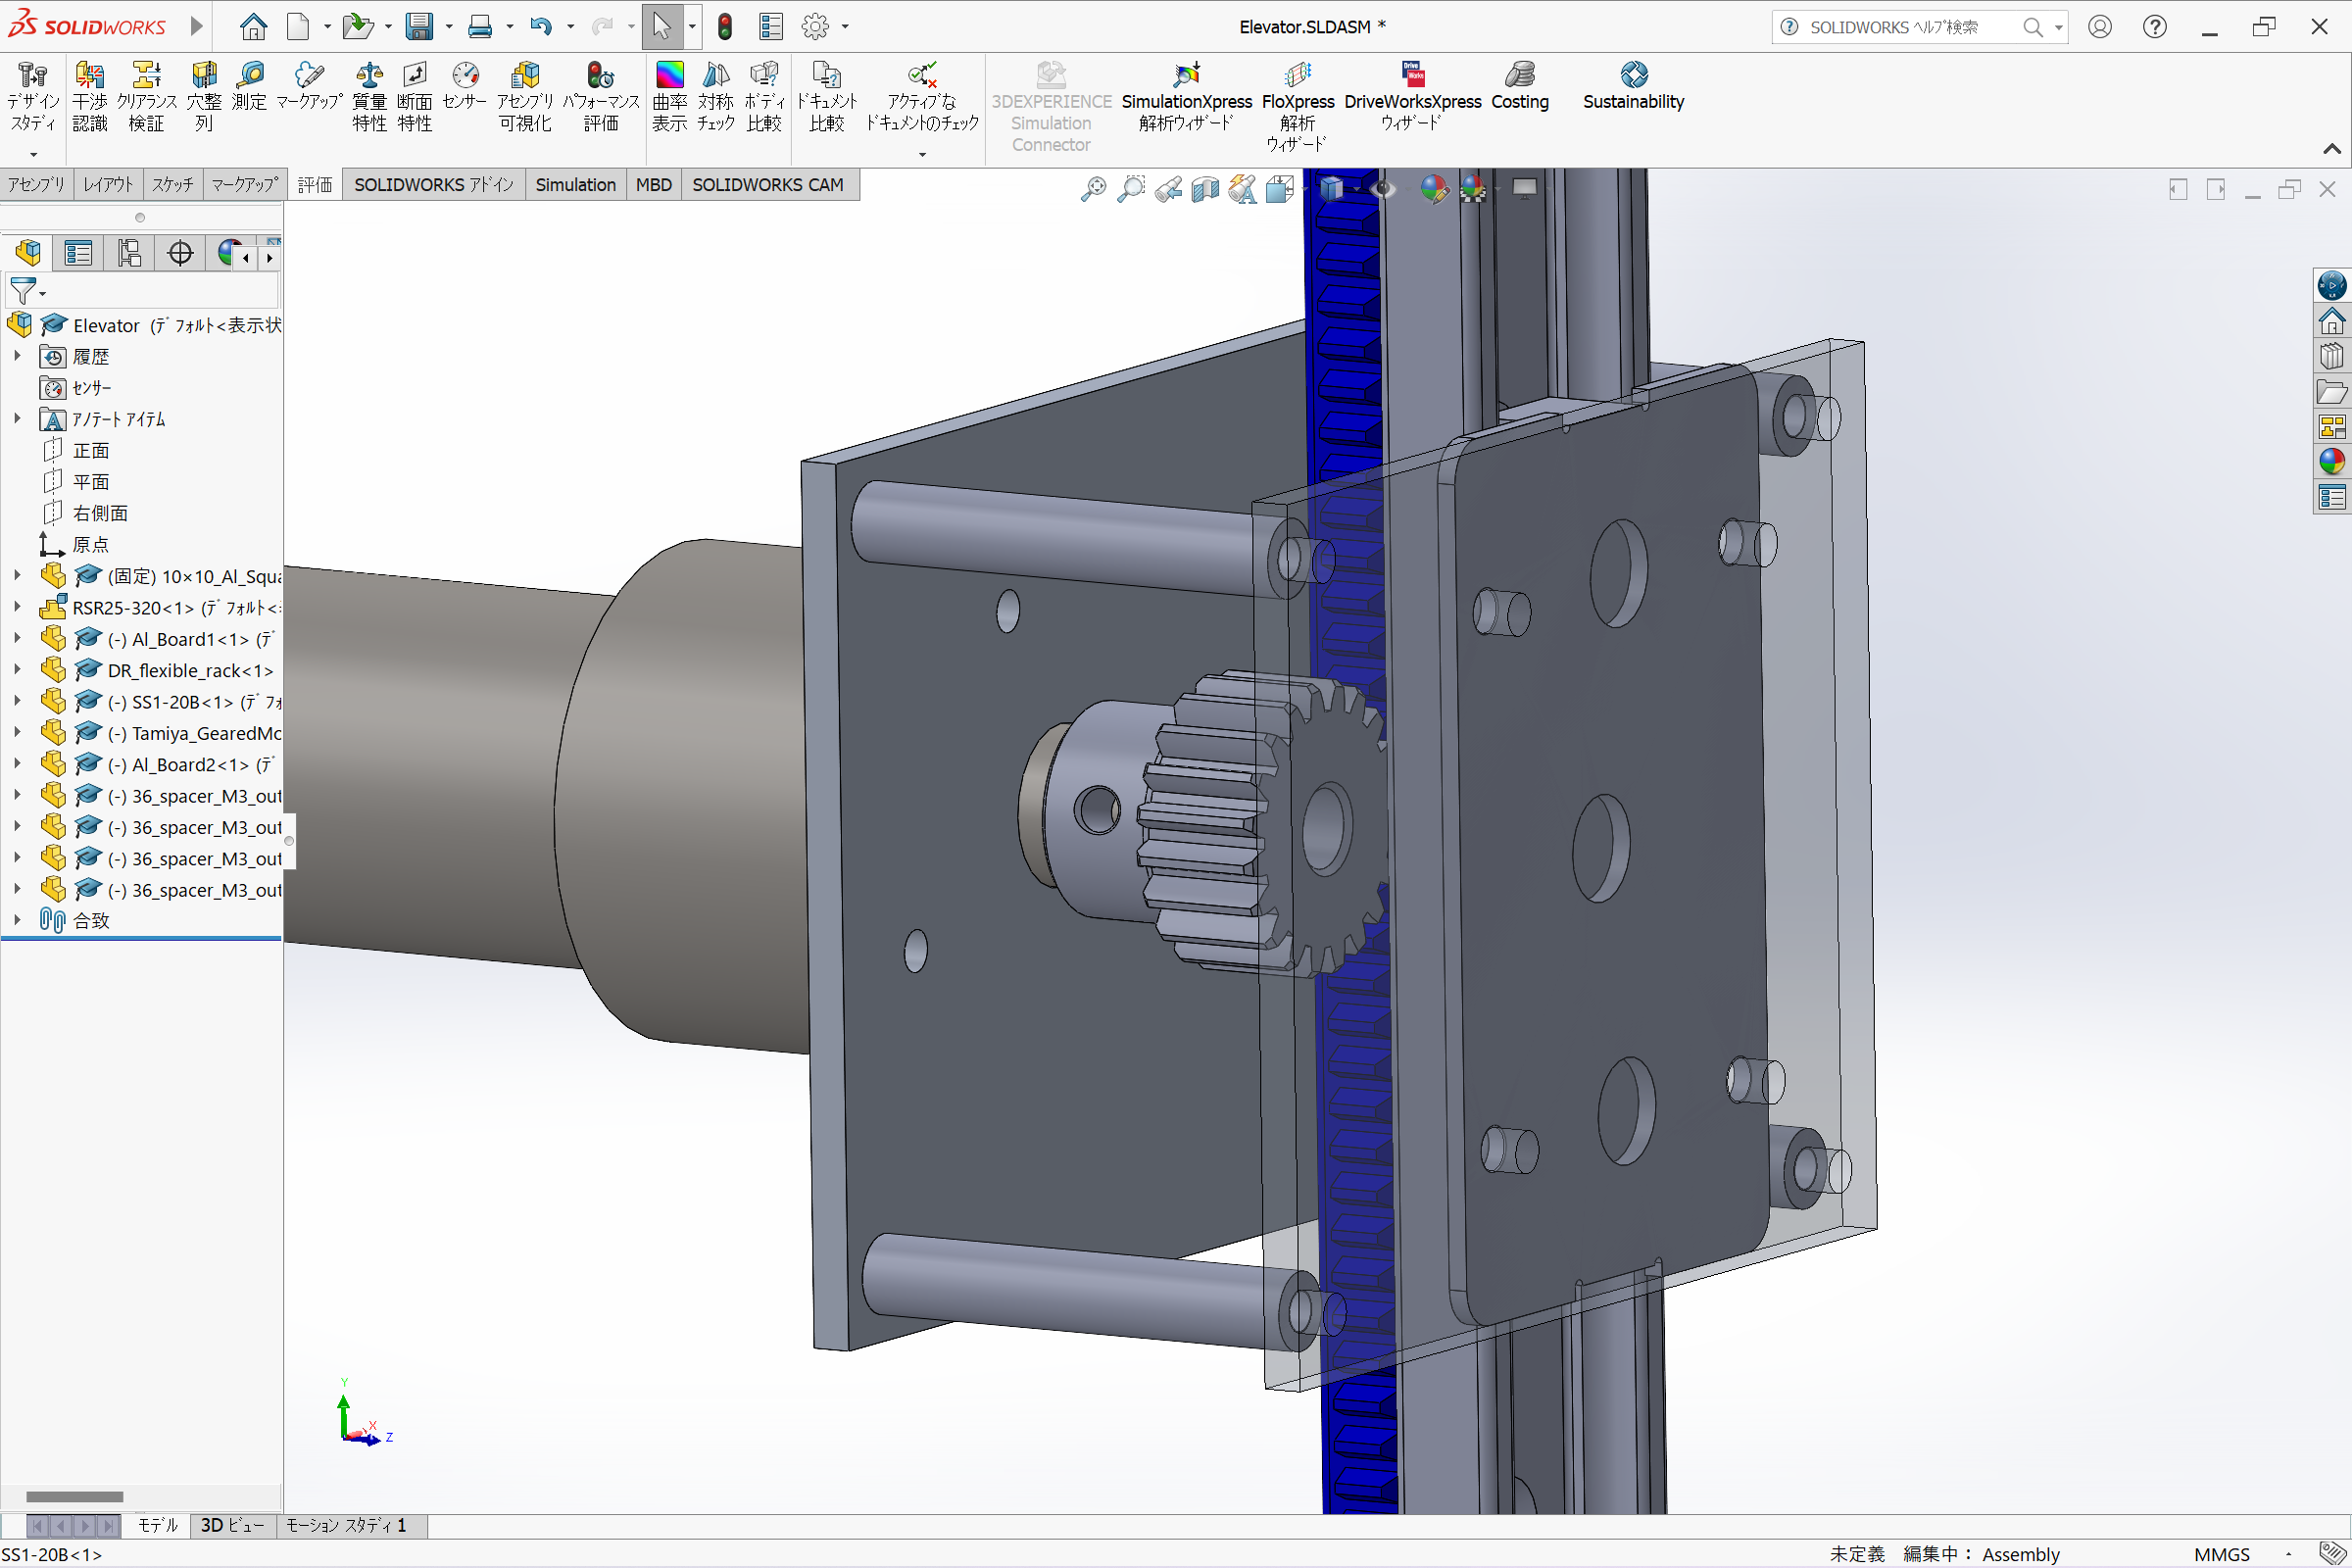 SOLIDWORKS
Elevator.SLDASM *
SOLIDWORKS ﾍﾙﾌﾟ検索
デザイン スタディ
干渉認識
クリアランス検証
穴整列
測定
マークアップ
質量特性
断面特性
センサー
アセンブリ可視化
パフォーマンス評価
曲率表示
対称チェック
ボディ比較
ドキュメント比較
アクティブなドキュメントのチェック
3DEXPERIENCE Simulation Connector
SimulationXpress 解析ウィザード
FloXpress 解析 ウィザード
DriveWorksXpress ウィザード
Costing
Sustainability
アセンブリ
レイアウト
スケッチ
マークアップ
評価
SOLIDWORKS アドイン
Simulation
MBD
SOLIDWORKS CAM
Elevator (ﾃﾞﾌｫﾙﾄ<表示状
履歴
ｾﾝｻｰ
ｱﾉﾃｰﾄ ｱｲﾃﾑ
正面
平面
右側面
原点
(固定) 10×10_Al_Squa
RSR25-320<1> (ﾃﾞﾌｫﾙﾄ<
(-) Al_Board1<1> (ﾃﾞ
DR_flexible_rack<1>
(-) SS1-20B<1> (ﾃﾞﾌｫ
(-) Tamiya_GearedMo
(-) Al_Board2<1> (ﾃﾞ
(-) 36_spacer_M3_out
(-) 36_spacer_M3_out
(-) 36_spacer_M3_out
(-) 36_spacer_M3_out
合致
Y
X
Z
モデル
3D ビュー
モーション スタディ 1
SS1-20B<1>
未定義
編集中： Assembly
MMGS